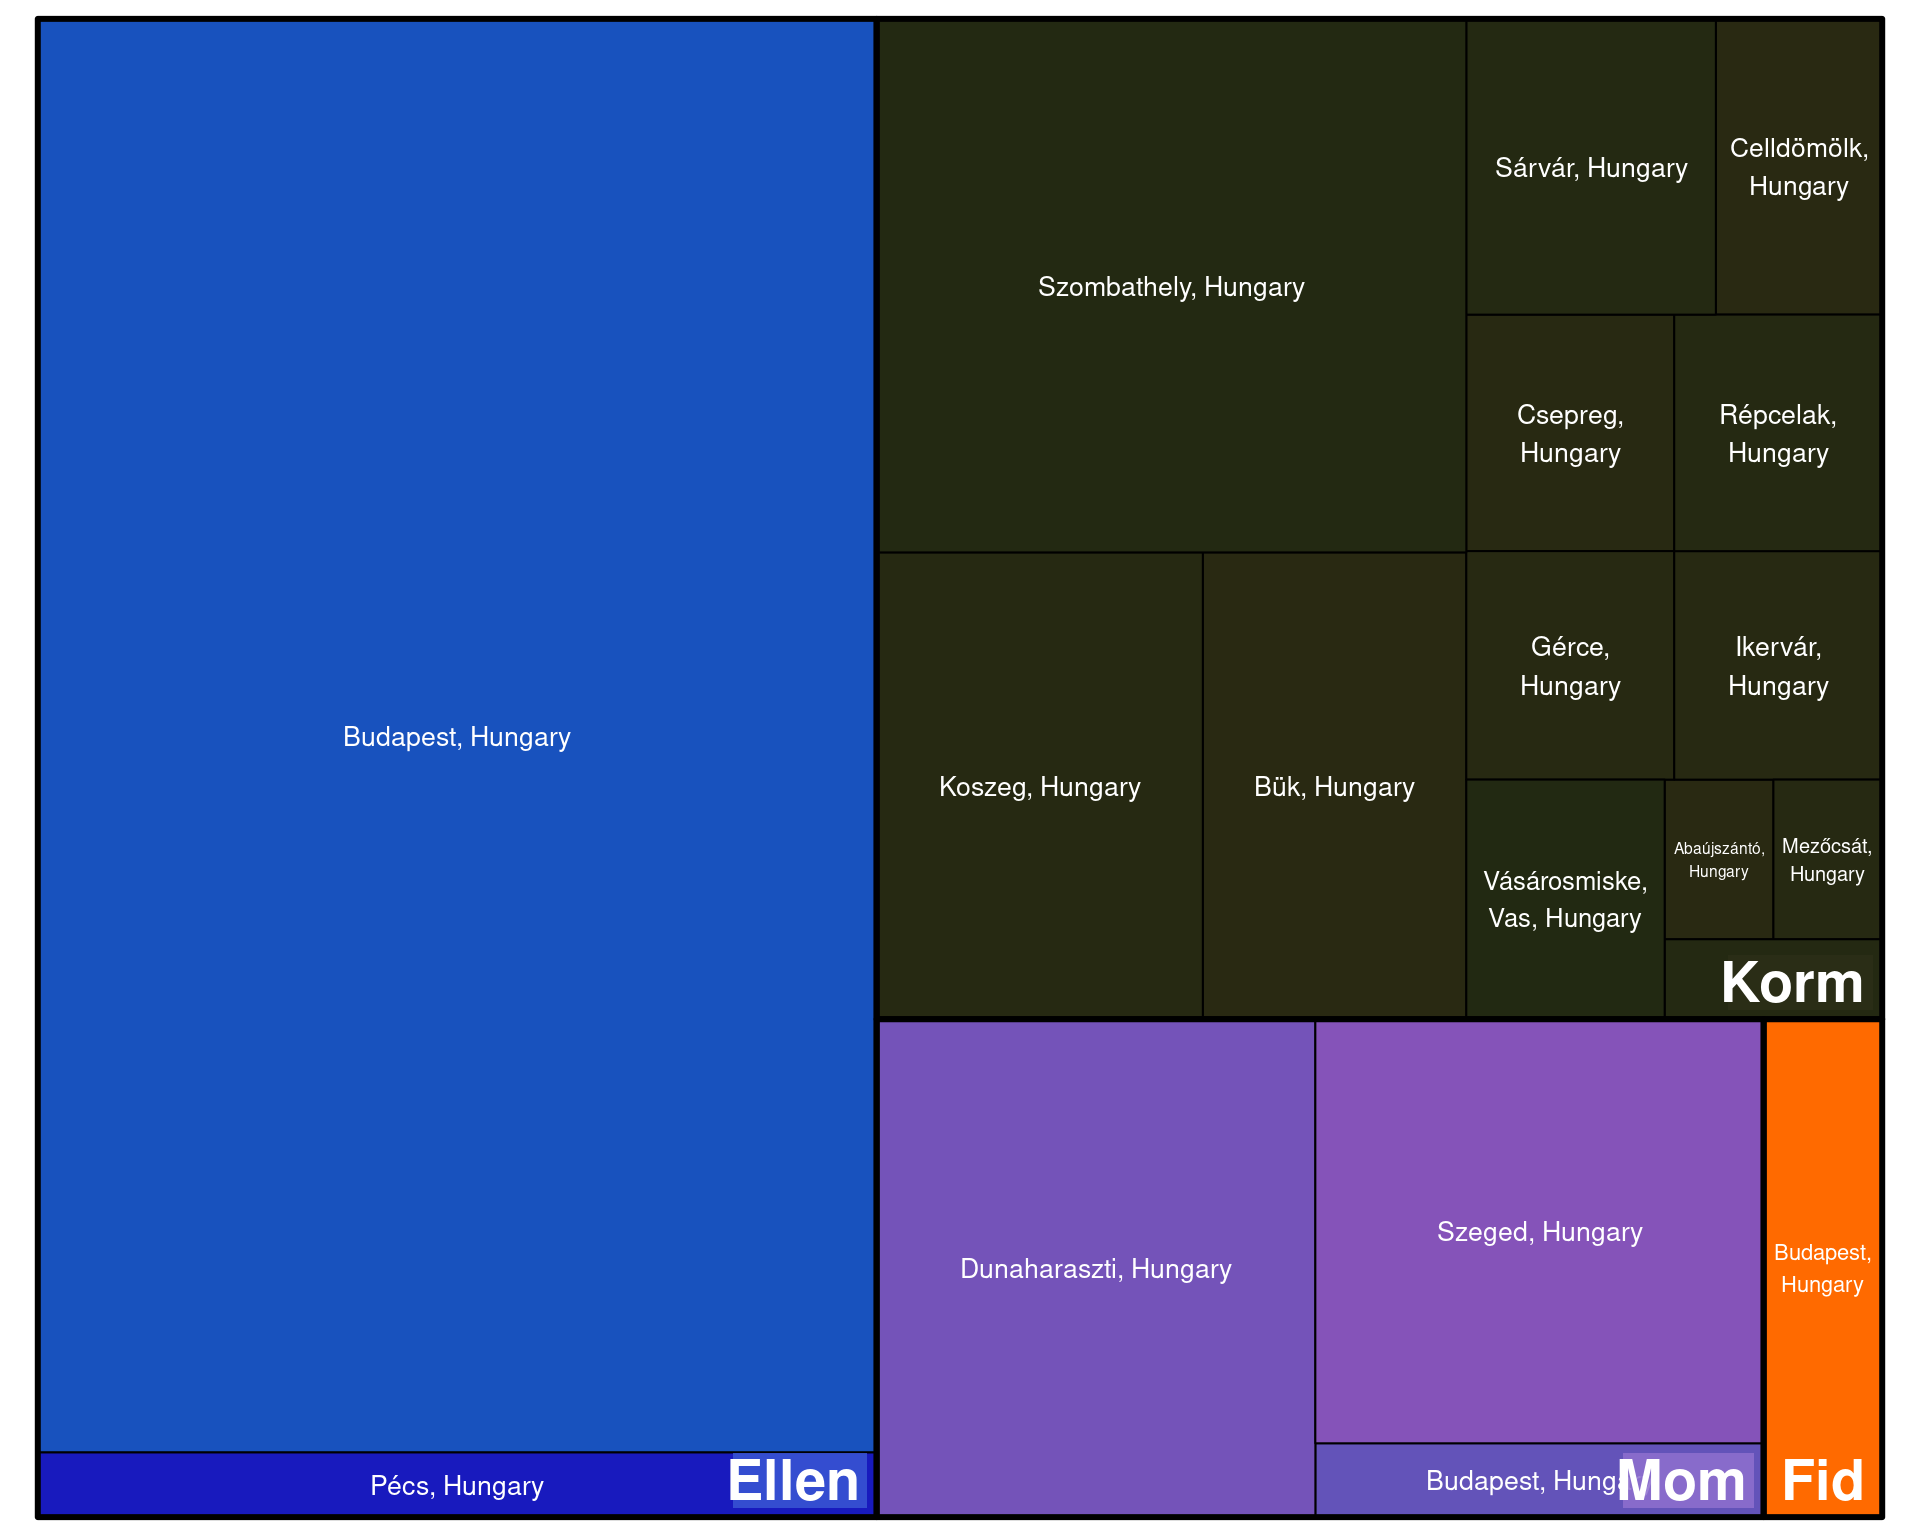 Budapest, Hungary
Pécs, Hungary
Ellen
Szombathely, Hungary
Sárvár, Hungary
Celldömölk,
Hungary
Csepreg,
Hungary
Répcelak,
Hungary
Koszeg, Hungary
Bük, Hungary
Gérce,
Hungary
Ikervár,
Hungary
Vásárosmiske,
Vas, Hungary
Abaújszántó,
Hungary
Mezőcsát,
Hungary
Korm
Dunaharaszti, Hungary
Szeged, Hungary
Budapest,
Mom
Budapest,
Hungary
Fid